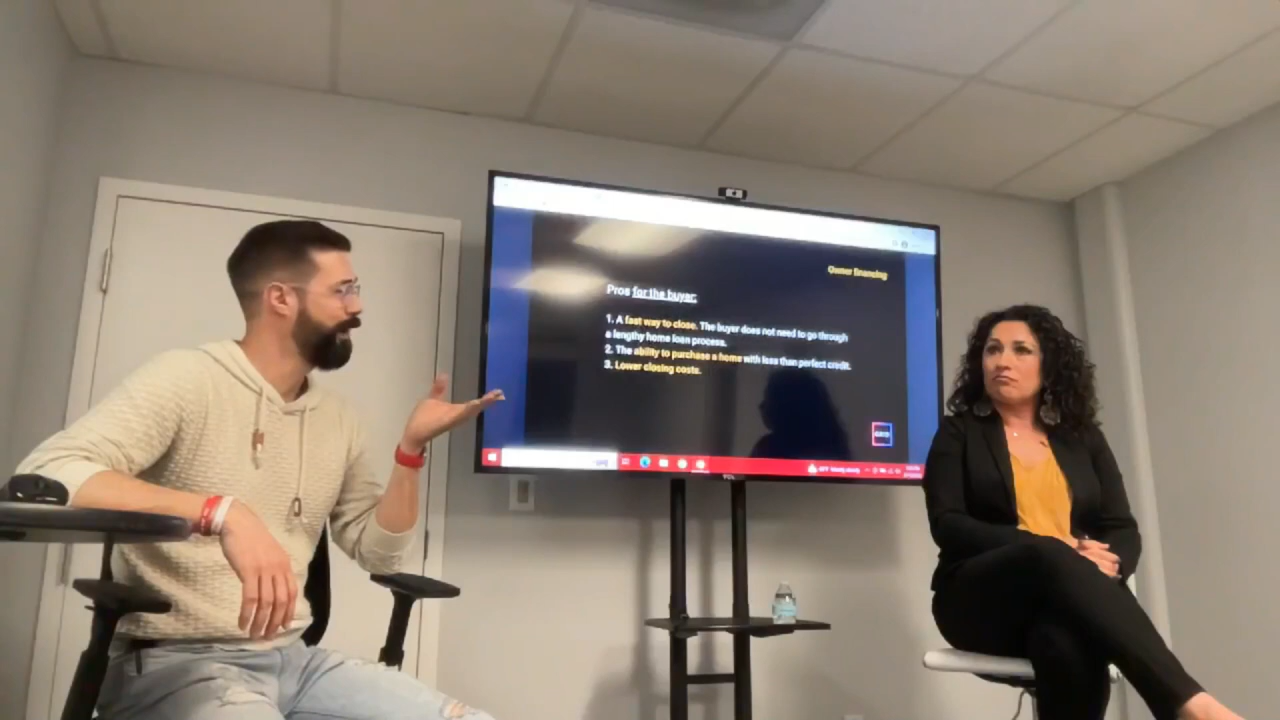 Owner financing
Pros for the buyer:
1. A fast way to close. The buyer does not need to go through
a lengthy home loan process.
2. The ability to purchase a home with less than perfect credit.
3. Lower closing costs.
TCL